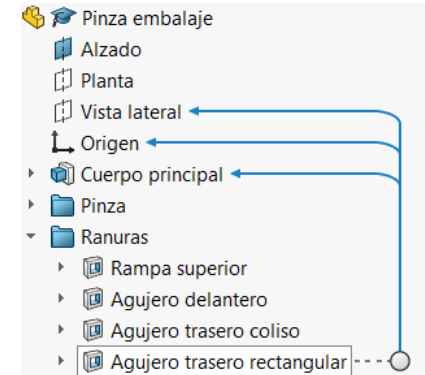 Pinza embalaje
Alzado
Planta
Vista lateral
Origen
Cuerpo principal
Pinza
Ranuras
Rampa superior
Agujero delantero
Agujero trasero coliso
Agujero trasero rectangular